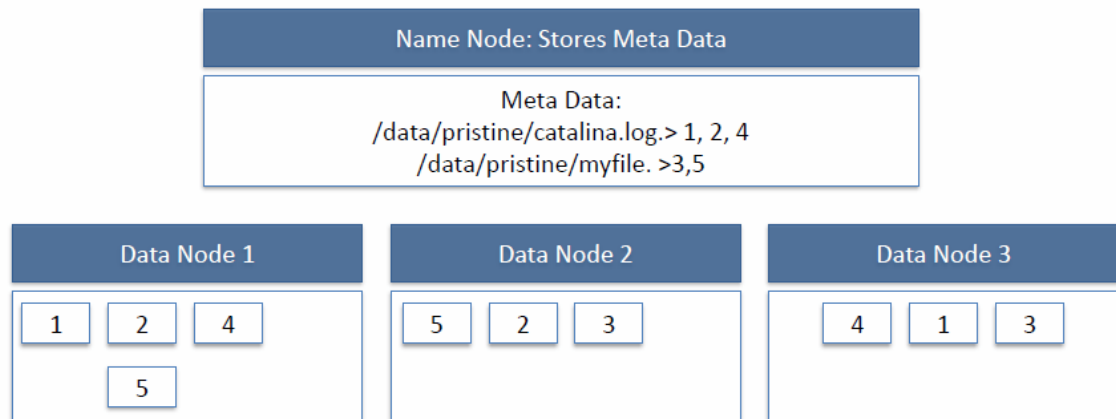 Name Node: Stores Meta Data
Meta Data:
/data/pristine/catalina.log.> 1, 2, 4
/data/pristine/myfile. >3,5
Data Node 1
Data Node 2
Data Node 3
1 2 4
5
5 2 3
4 1 3